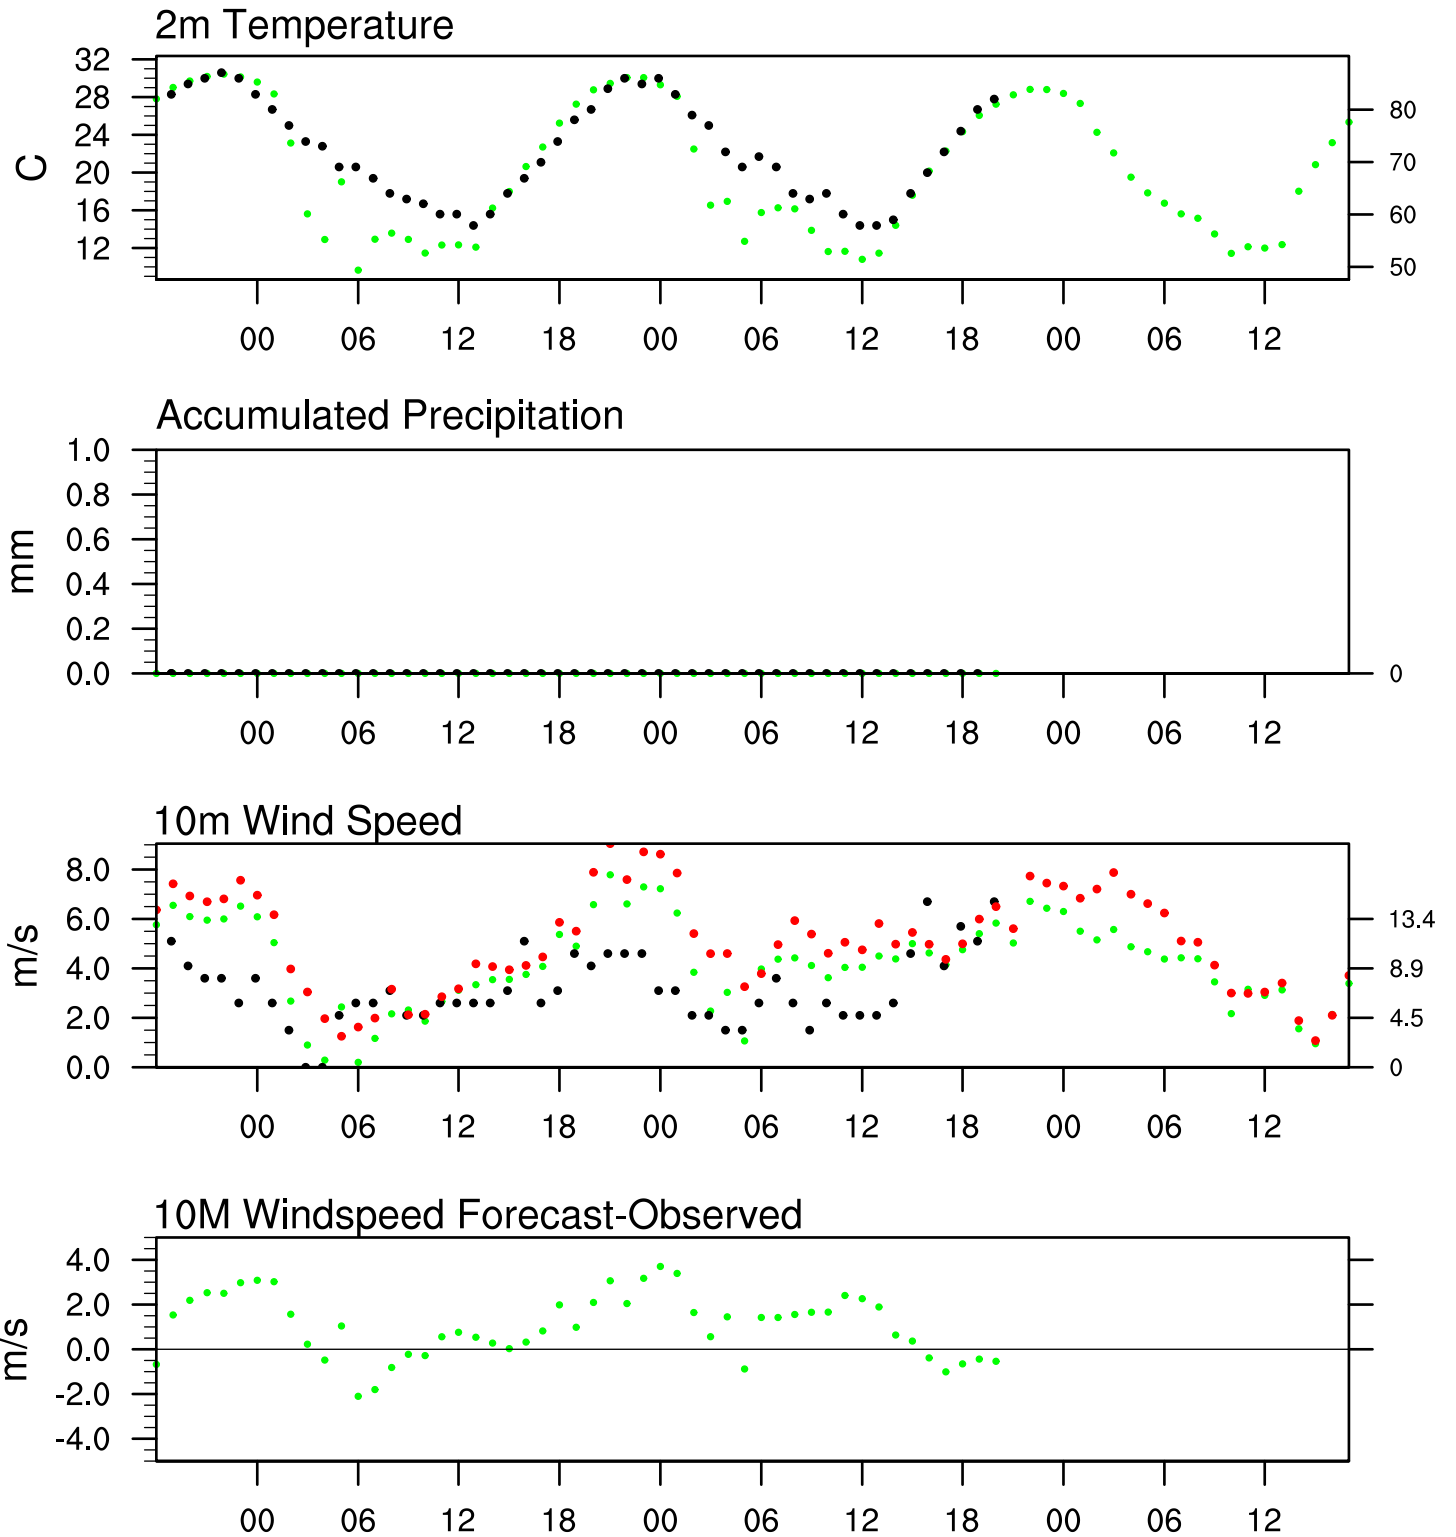 2m Temperature
32
28
24
20
16
12
C
80
70
60
50
00 06 12 18 00 06 12 18 00 06 12
Accumulated Precipitation
1.0
0.8
0.6
0.4
0.2
0.0
mm
0
00 06 12 18 00 06 12 18 00 06 12
10m Wind Speed
8.0
6.0
4.0
2.0
0.0
m/s
13.4
8.9
4.5
0
00 06 12 18 00 06 12 18 00 06 12
10M Windspeed Forecast-Observed
4.0
2.0
0.0
-2.0
-4.0
m/s
00 06 12 18 00 06 12 18 00 06 12